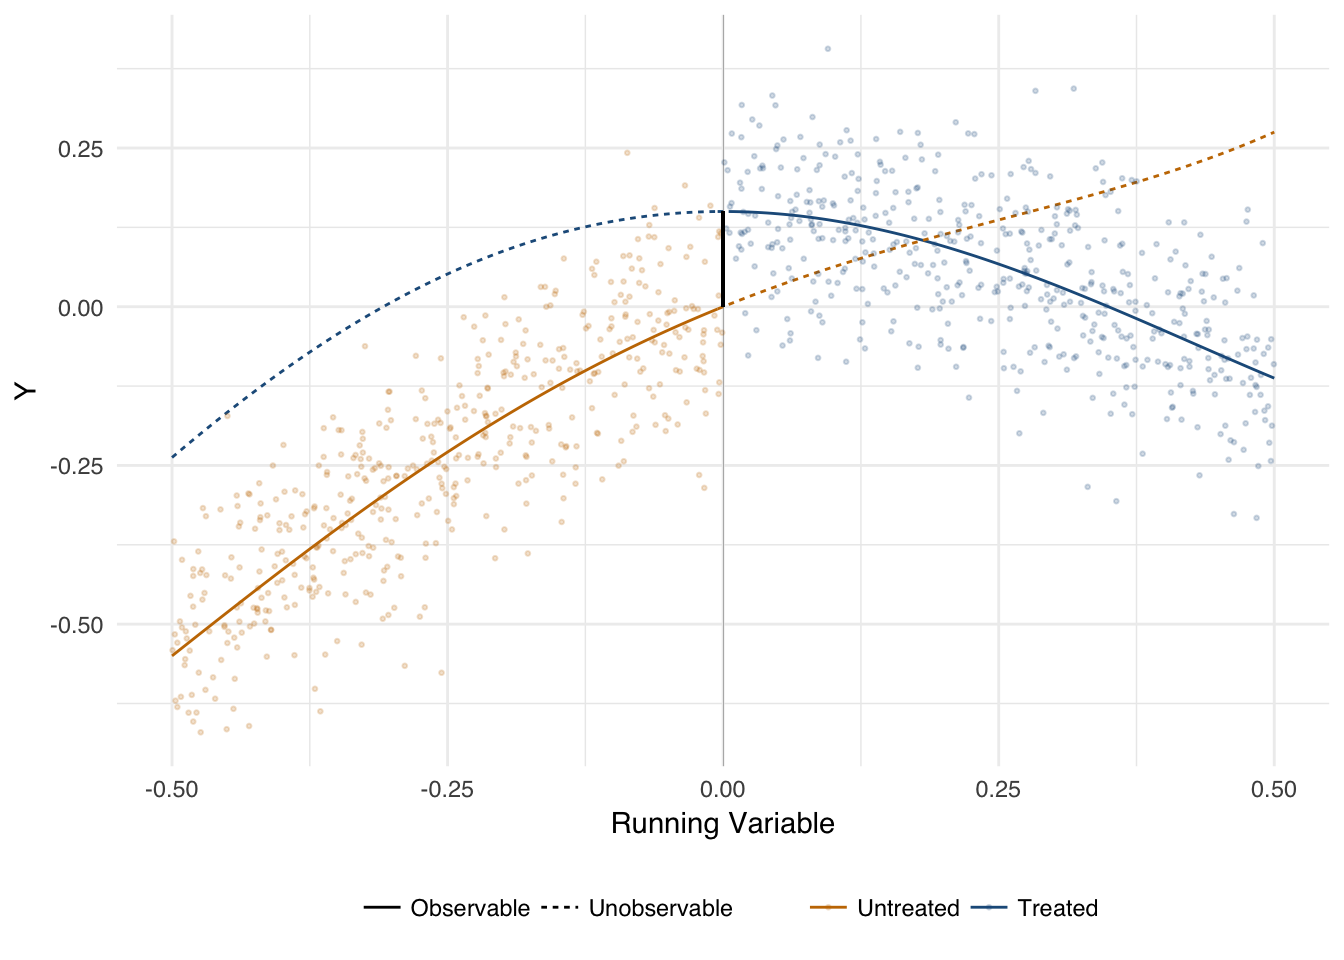 0.25
0.00
-0.25
-0.50
Y
-0.50 -0.25 0.00 0.25 0.50
Running Variable
Observable Unobservable Untreated Treated